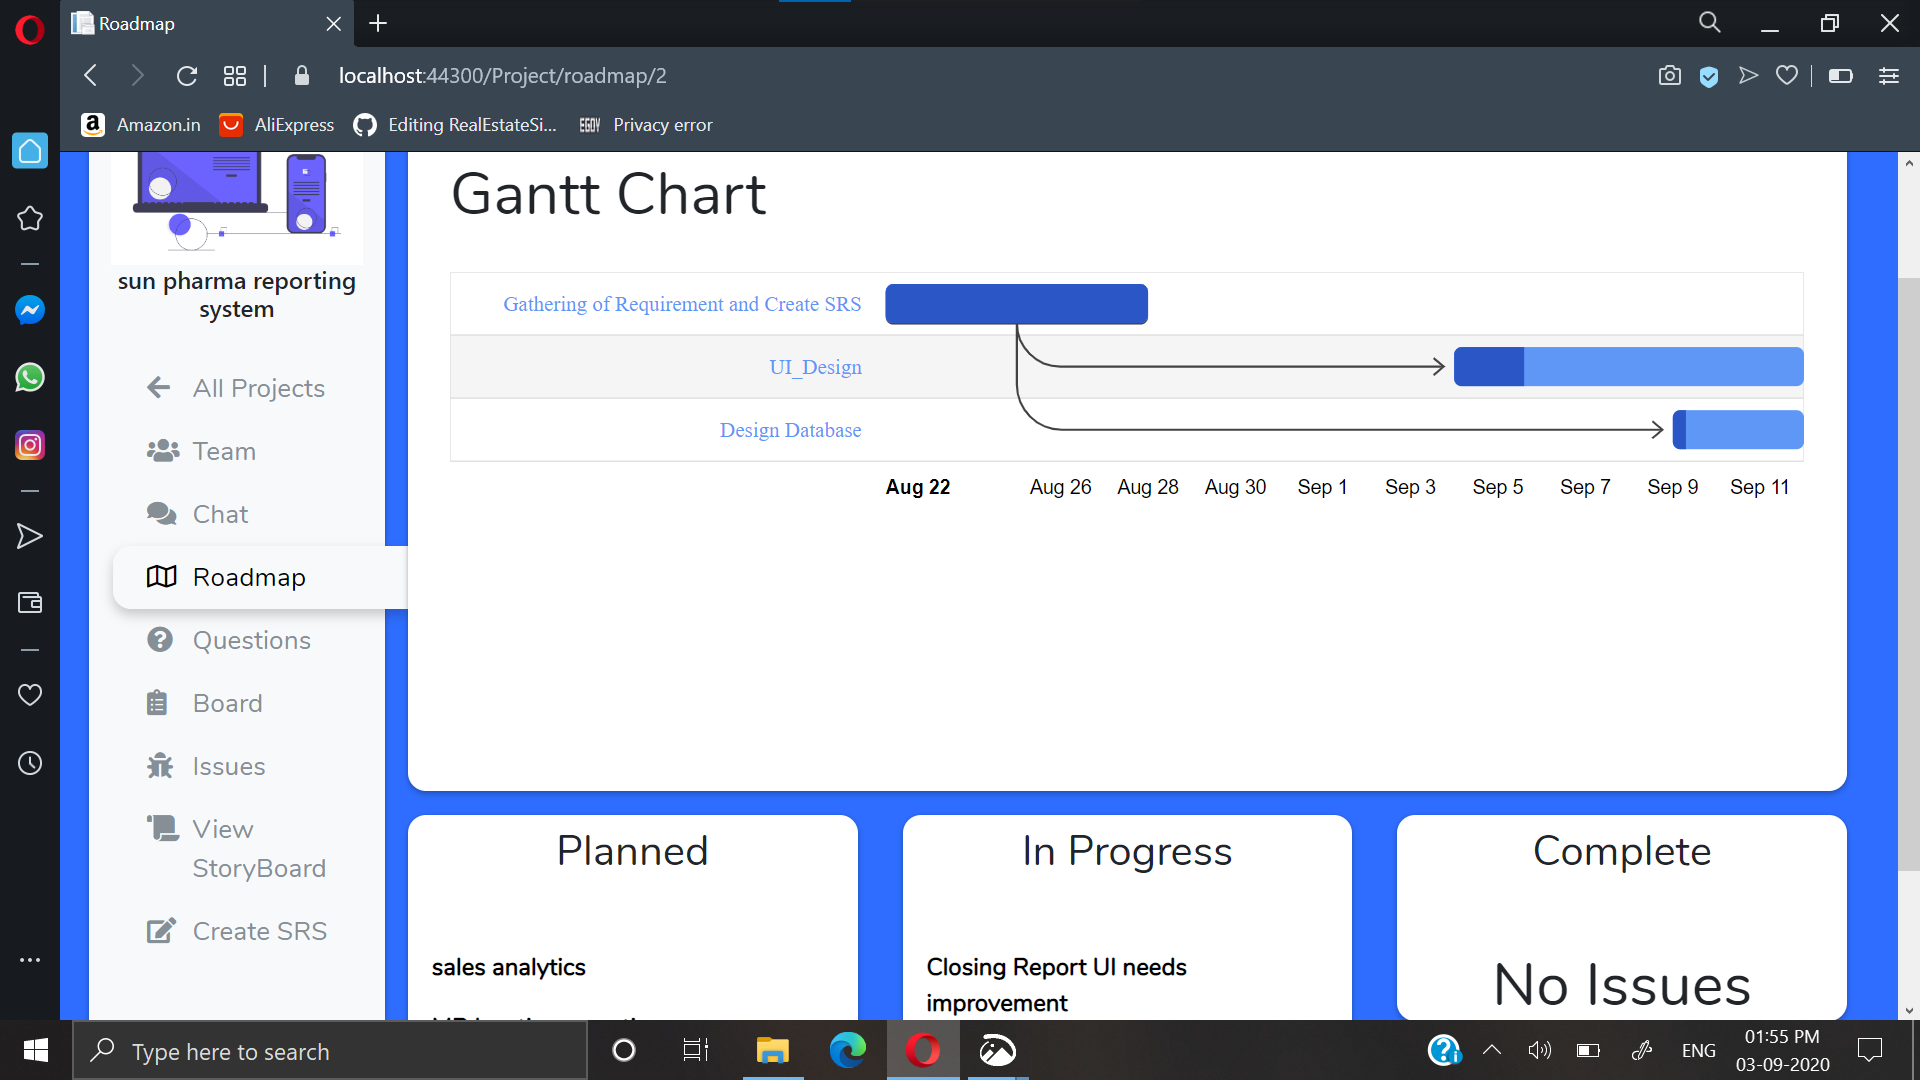 Roadmap
localhost:44300/Project/roadmap/2
Amazon.in AliExpress Editing RealEstateSi... EGOV Privacy error
sun pharma reporting
system
All Projects
Team
Chat
Roadmap
Questions
Board
Issues
View
StoryBoard
Create SRS
Gantt Chart
Gathering of Requirement and Create SRS
UI_Design
Design Database
Aug 22 Aug 26 Aug 28 Aug 30 Sep 1 Sep 3 Sep 5 Sep 7 Sep 9 Sep 11
Planned
sales analytics
In Progress
Closing Report UI needs
improvement
Complete
No Issues
Type here to search
ENG
01:55 PM
03-09-2020